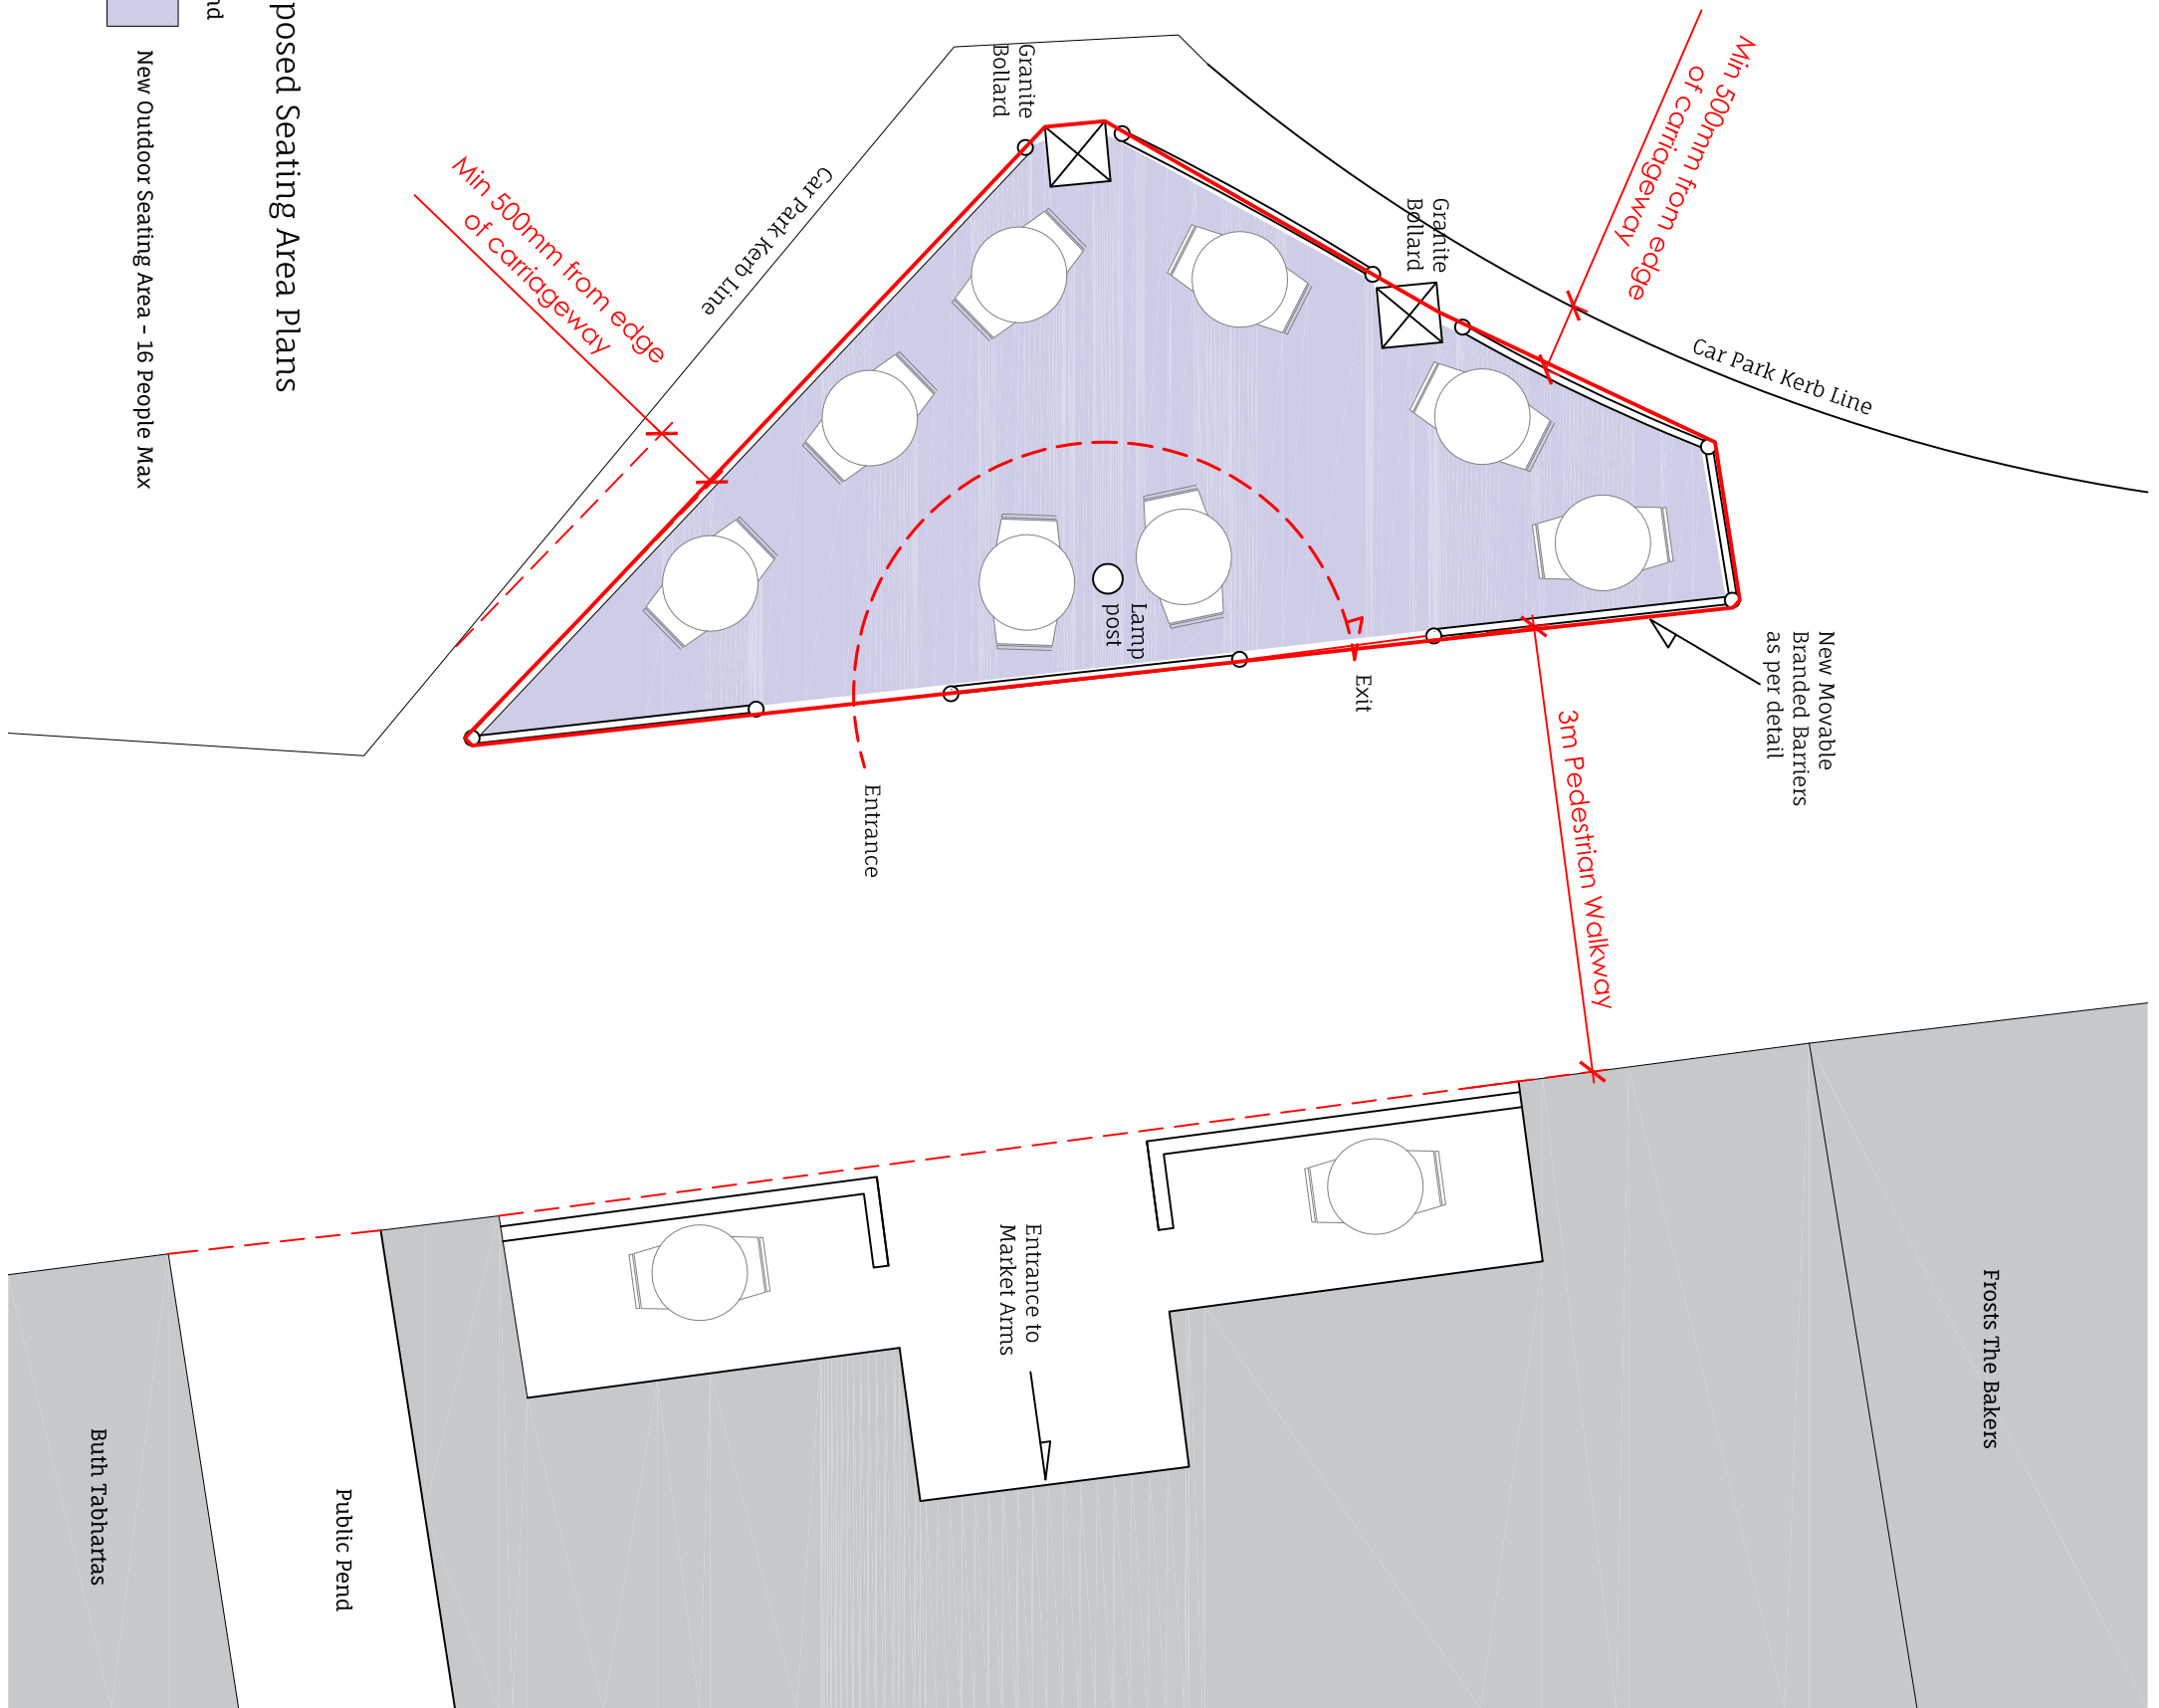 posed Seating Area Plans
nd
New Outdoor Seating Area - 16 People Max
Granite
Bollard
Granite
Bollard
Car Park Kerb Line
Car Park Kerb Line
Min 500mm from edge
of carriageway
Min 500mm from edge
of carriageway
Lamp
post
Exit
Entrance
New Movable
Branded Barriers
as per detail
3m Pedestrian Walkway
Entrance to
Market Arms
Frosts The Bakers
Public Pend
Buth Tabhartas